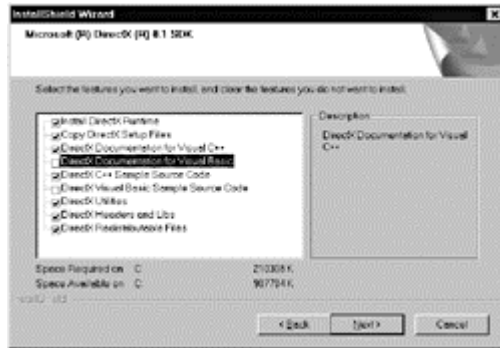 InstallShield Wizard
Microsoft (R) DirectX (R) 8.1 SDK
Select the features you want to install, and clear the features you do not want to install.
Install DirectX Runtime
Copy DirectX Setup Files
DirectX Documentation for Visual C++
DirectX Documentation for Visual Basic
DirectX C++ Sample Source Code
DirectX Visual Basic Sample Source Code
DirectX Utilities
DirectX Headers and Libs
DirectX Redistributable Files
Description
DirectX Documentation for Visual
C++
Space Required on C:
Space Available on C:
< Back
Next >
Cancel